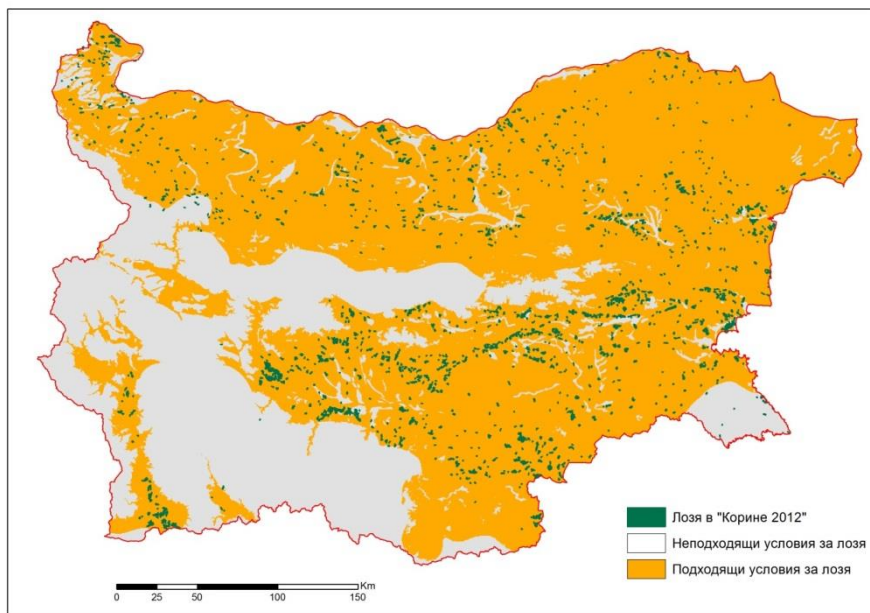 Лозя в "Корине 2012"
Неподходящи условия за лозя
Подходящи условия за лозя
Km
0 25 50 100 150